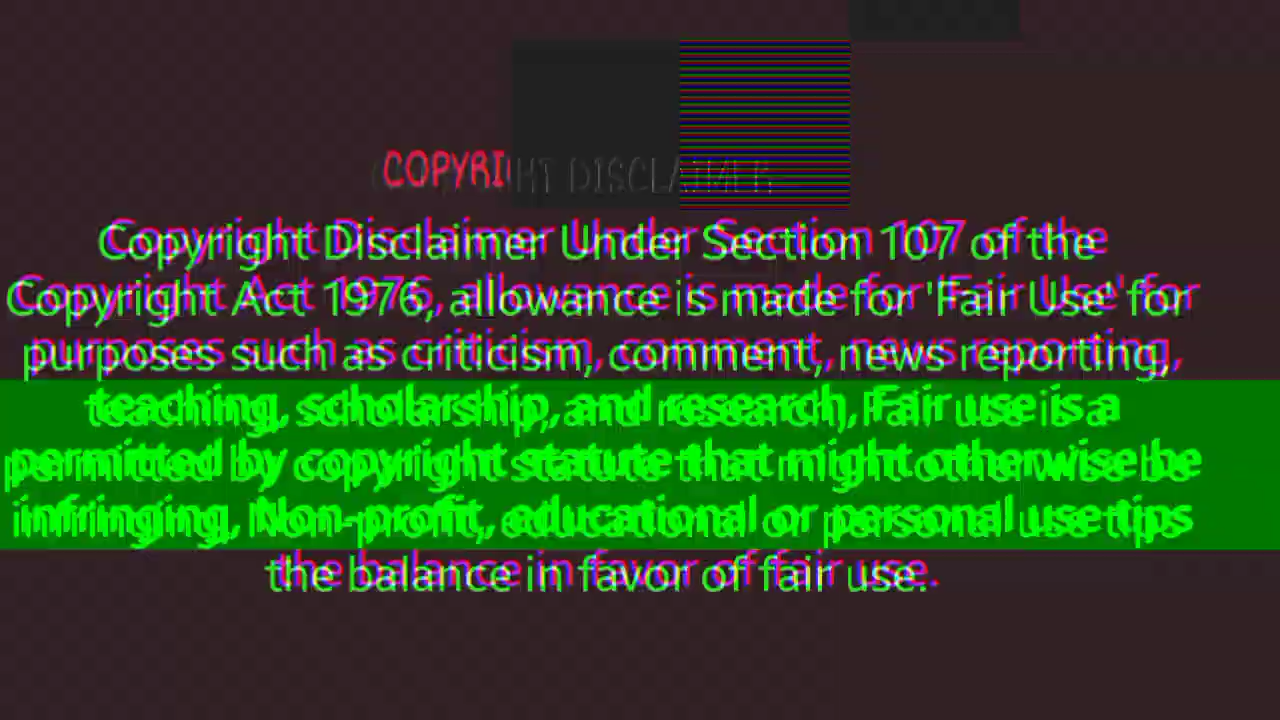 COPYRIGHT DISCLAIMER
Copyright Disclaimer Under Section 107 of the
Copyright Act 1976, allowance is made for 'Fair Use' for
purposes such as criticism, comment, news reporting,
teaching, scholarship, and research, Fair use is a
permitted by copyright statute that might otherwise be
infringing, Non-profit, educational or personal use tips
the balance in favor of fair use.